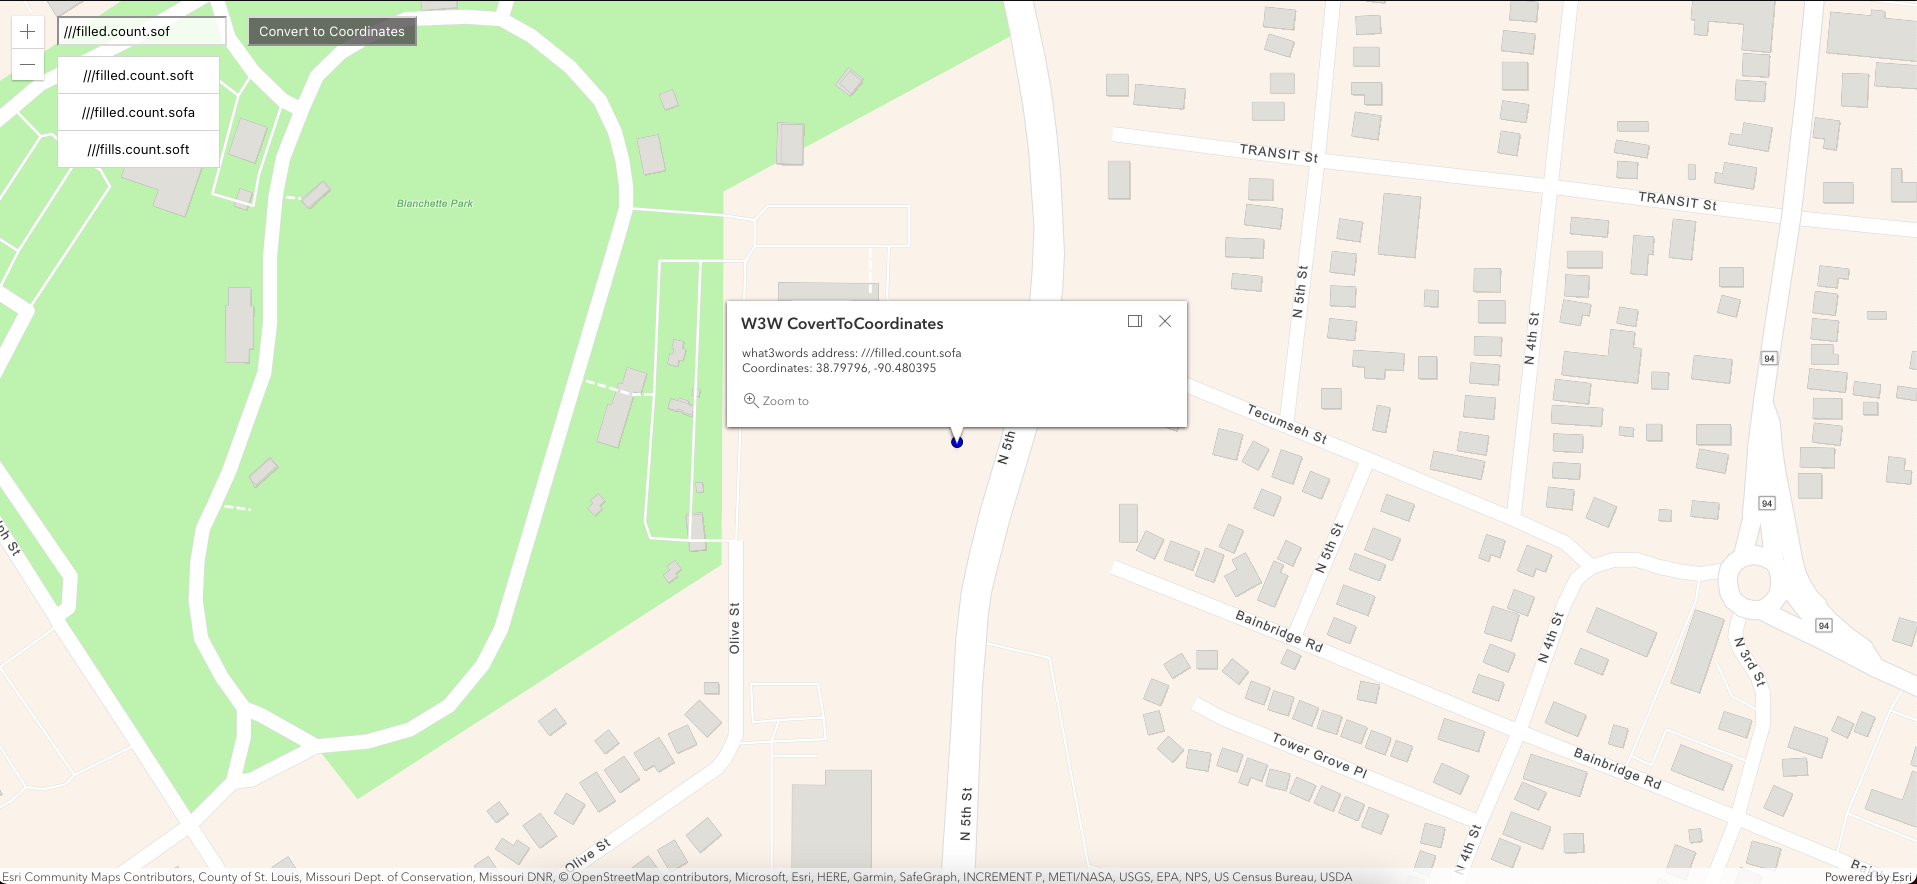 ///filled.count.sof
Convert to Coordinates
///filled.count.soft
///filled.count.sofa
///fills.count.soft
TRANSIT St
TRANSIT St
Blanchette Park
N 5th St
N 4th St
94
W3W CovertToCoordinates
what3words address: ///filled.count.sofa
Coordinates: 38.79796, -90.480395
Zoom to
N 5th
Tecumseh St
94
N 5th St
lph St
Olive St
Bainbridge Rd
N 4th St
94
N 3rd St
Tower Grove Pl
Bainbridge Rd
N 5th St
Olive St
N 4th St
Bain
Esri Community Maps Contributors, County of St. Louis, Missouri Dept. of Conservation, Missouri DNR, © OpenStreetMap contributors, Microsoft, Esri, HERE, Garmin, SafeGraph, INCREMENT P, METI/NASA, USGS, EPA, NPS, US Census Bureau, USDA
Powered by Esri